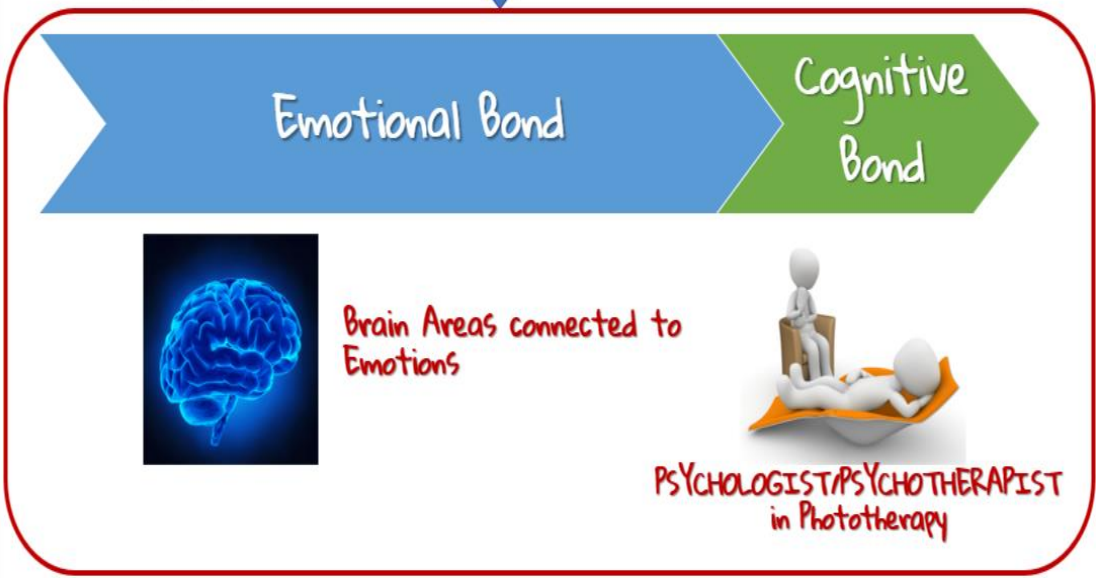 Emotional Bond
Cognitive
Bond
Brain Areas connected to
Emotions
PSYCHOLOGIST/PSYCHOTHERAPIST
in Phototherapy